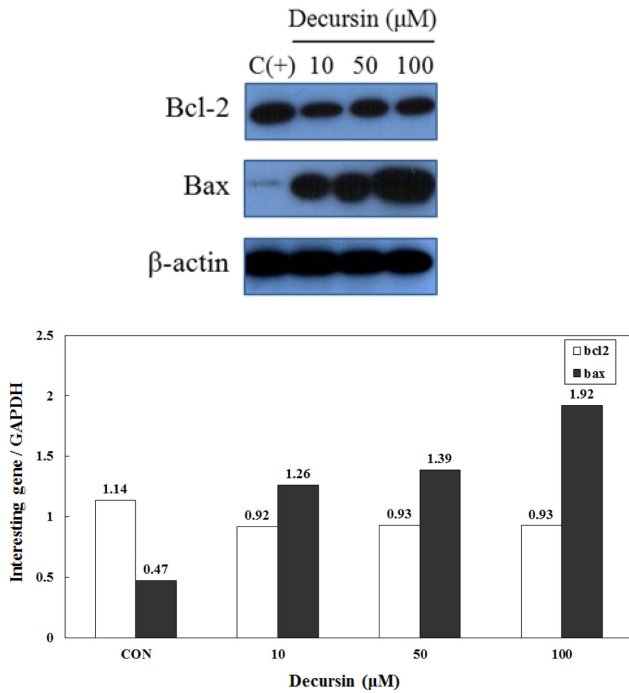 Decursin (μM)
C(+) 10 50 100
Bcl-2
Bax
β-actin
2.5
2
1.5
1
0.5
0
Interesting gene / GAPDH
bcl2
bax
1.14
0.47
0.92
1.26
0.93
1.39
0.93
1.92
CON 10 50 100
Decursin (μM)